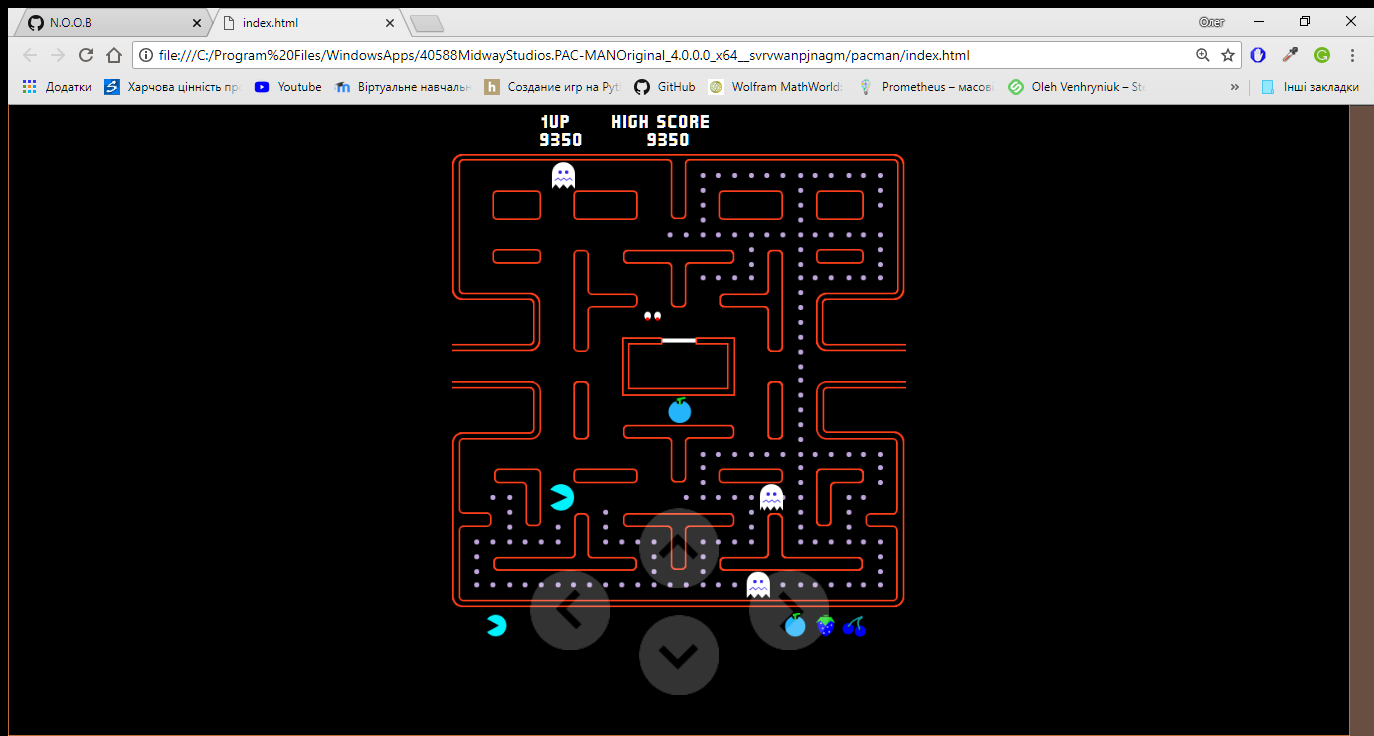 N.O.O.B
index.html
Олег
file:///C:/Program%20Files/WindowsApps/40588MidwayStudios.PAC-MANOriginal_4.0.0.0_x64__svrvwanpjnagm/pacman/index.html
Додатки Харчова цінність пр Youtube Віртуальне навчаль Создание игр на Pyt GitHub Wolfram MathWorld: Prometheus – масові Oleh Venhryniuk – St » Інші закладки
1UP HIGH SCORE
9350 9350